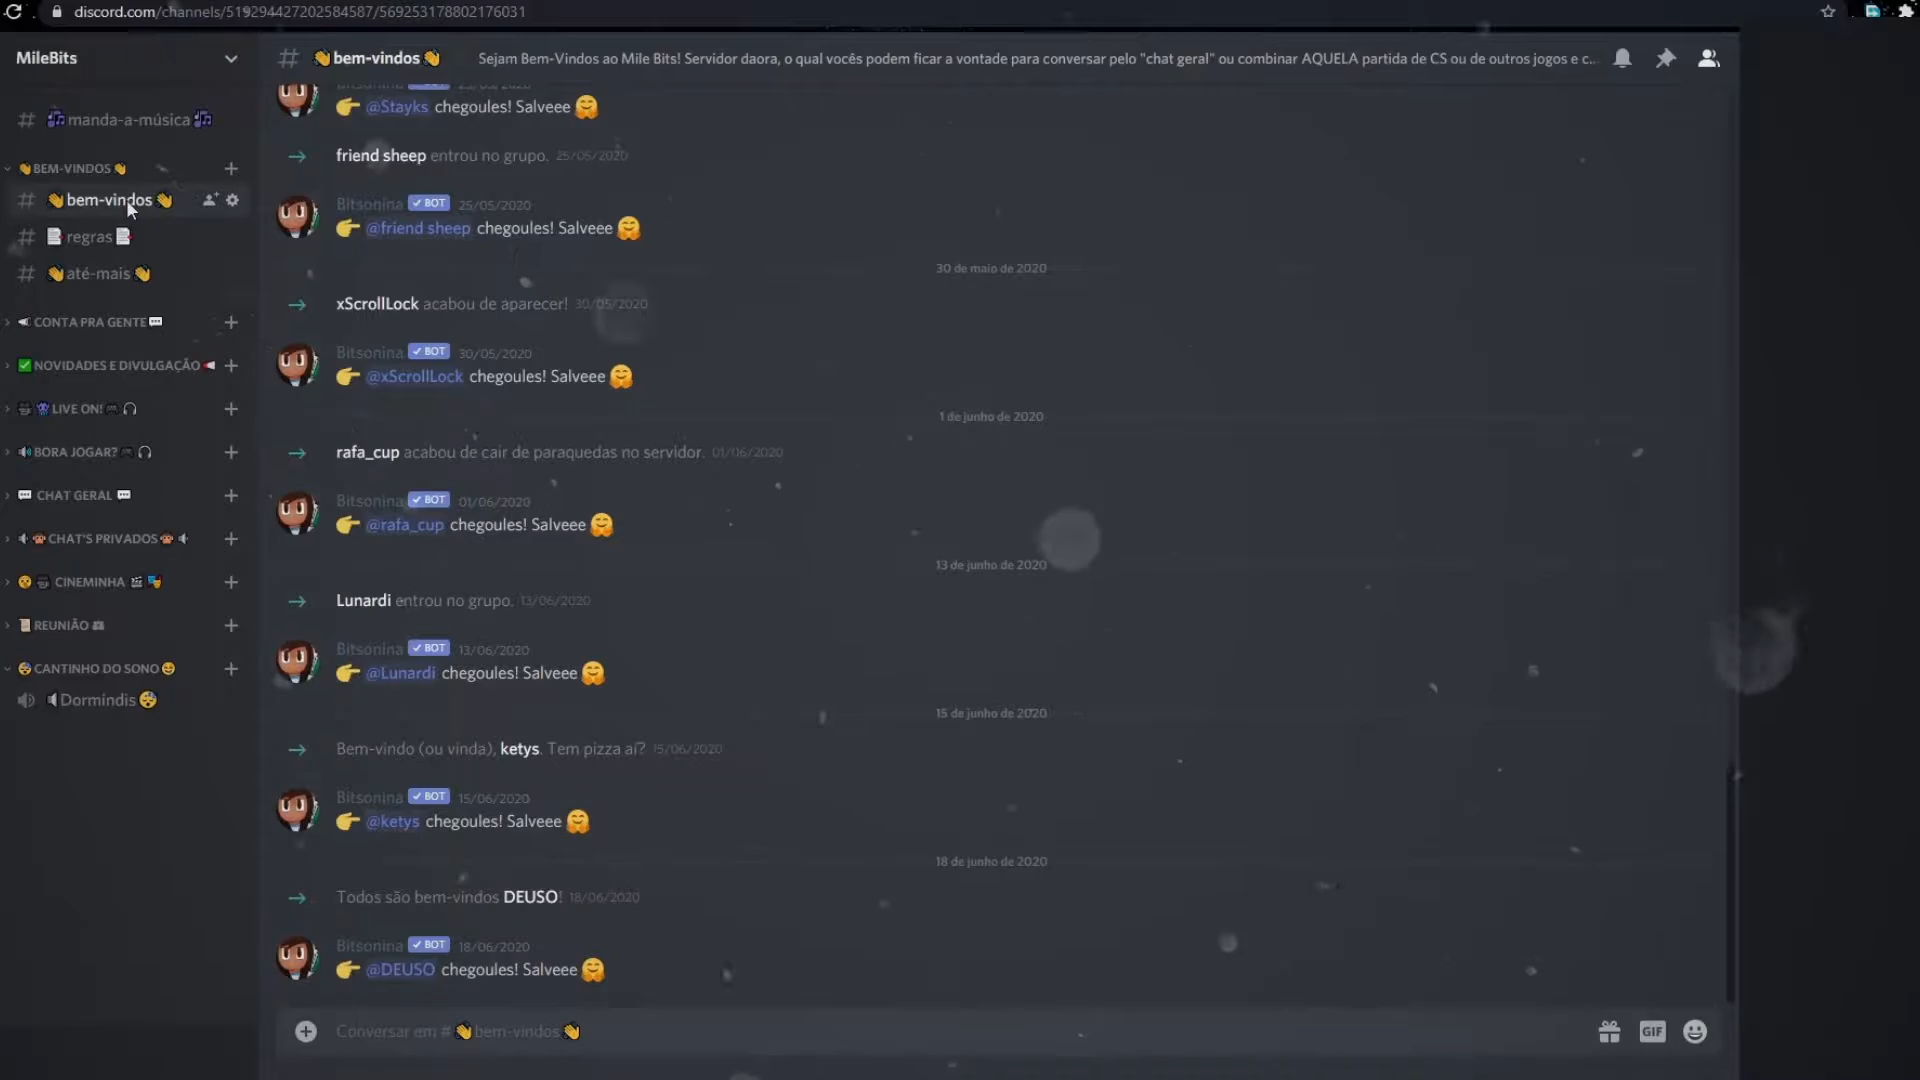 discord.com/channels/519294427202584587/569253178802176031
MileBits
# manda-a-música
BEM-VINDOS
# 👋bem-vindos👋
# regras
# 👋até-mais👋
CONTA PRA GENTE
NOVIDADES E DIVULGAÇÃO
LIVE ON!
BORA JOGAR?
CHAT GERAL
CHAT'S PRIVADOS
CINEMINHA
REUNIÃO
CANTINHO DO SONO
Dormindis
# 👋bem-vindos👋 Sejam Bem-Vindos ao Mile Bits! Servidor daora, o qual vocês podem ficar a vontade para conversar pelo "chat geral" ou combinar AQUELA partida de CS ou de outros jogos e c...
@Stayks chegoules! Salveee 🤗
friend sheep entrou no grupo. 25/05/2020
Bitsonina BOT 25/05/2020
👉 @friend sheep chegoules! Salveee 🤗
30 de maio de 2020
xScrollLock acabou de aparecer! 30/05/2020
Bitsonina BOT 30/05/2020
👉 @xScrollLock chegoules! Salveee 🤗
1 de junho de 2020
rafa_cup acabou de cair de paraquedas no servidor. 01/06/2020
Bitsonina BOT 01/06/2020
👉 @rafa_cup chegoules! Salveee 🤗
13 de junho de 2020
Lunardi entrou no grupo. 13/06/2020
Bitsonina BOT 13/06/2020
👉 @Lunardi chegoules! Salveee 🤗
15 de junho de 2020
Bem-vindo (ou vinda), ketys. Tem pizza aí? 15/06/2020
Bitsonina BOT 15/06/2020
👉 @ketys chegoules! Salveee 🤗
18 de junho de 2020
Todos são bem-vindos DEUSO! 18/06/2020
Bitsonina BOT 18/06/2020
👉 @DEUSO chegoules! Salveee 🤗
Conversar em # 👋bem-vindos👋
GIF